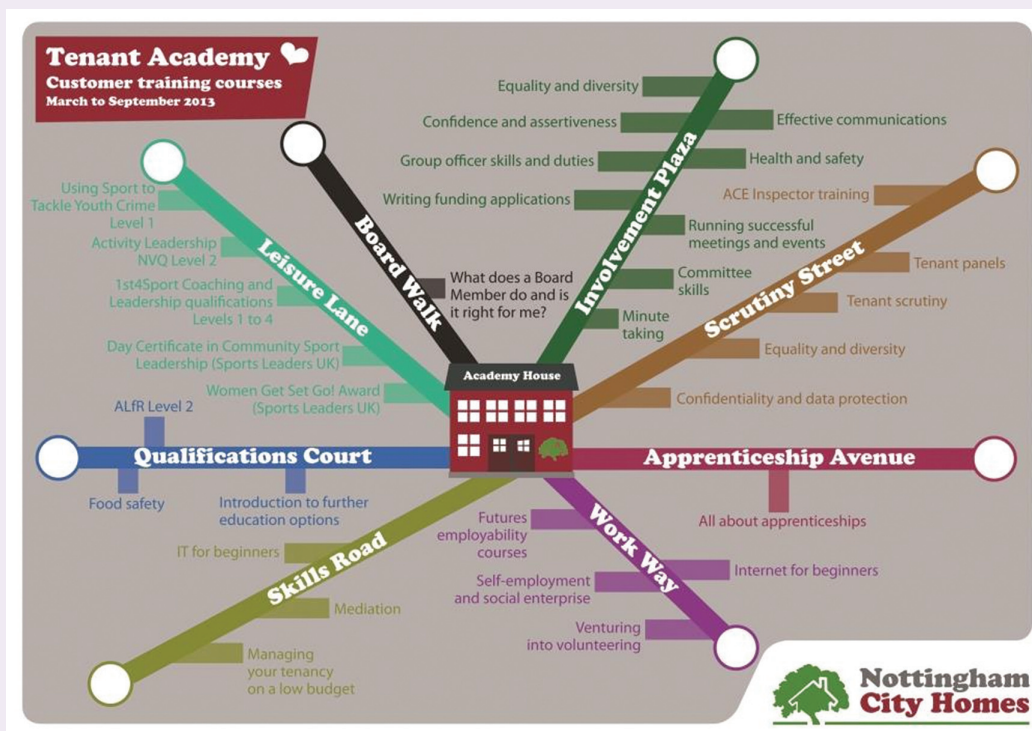 Tenant Academy
Customer training courses
March to September 2013
Leisure Lane
Using Sport to
Tackle Youth Crime
Level 1
Activity Leadership
NVQ Level 2
1st4Sport Coaching and
Leadership qualifications
Levels 1 to 4
Day Certificate in Community Sport
Leadership (Sports Leaders UK)
Women Get Set Go! Award
(Sports Leaders UK)
Board Walk
What does a Board
Member do and is
it right for me?
Involvement Plaza
Equality and diversity
Confidence and assertiveness
Effective communications
Group officer skills and duties
Health and safety
Writing funding applications
Running successful
meetings and events
Committee
skills
Minute
taking
Scrutiny Street
ACE Inspector training
Tenant panels
Tenant scrutiny
Equality and diversity
Confidentiality and data protection
Academy House
Qualifications Court
ALfR Level 2
Food safety
Introduction to further
education options
Apprenticeship Avenue
All about apprenticeships
Skills Road
IT for beginners
Mediation
Managing
your tenancy
on a low budget
Work Way
Futures
employability
courses
Internet for beginners
Self-employment
and social enterprise
Venturing
into volunteering
Nottingham
City Homes